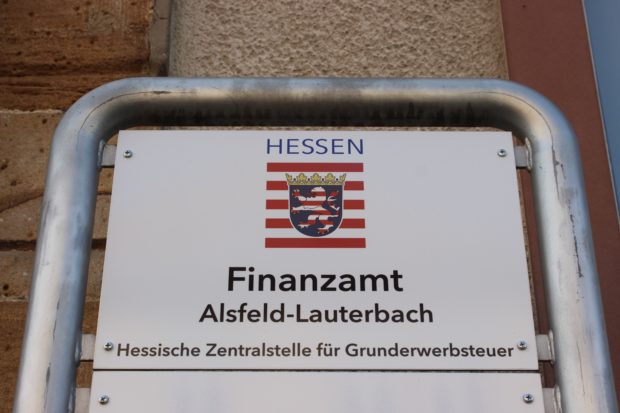 HESSEN
Finanzamt
Alsfeld-Lauterbach
Hessische Zentralstelle für Grunderwerbsteuer